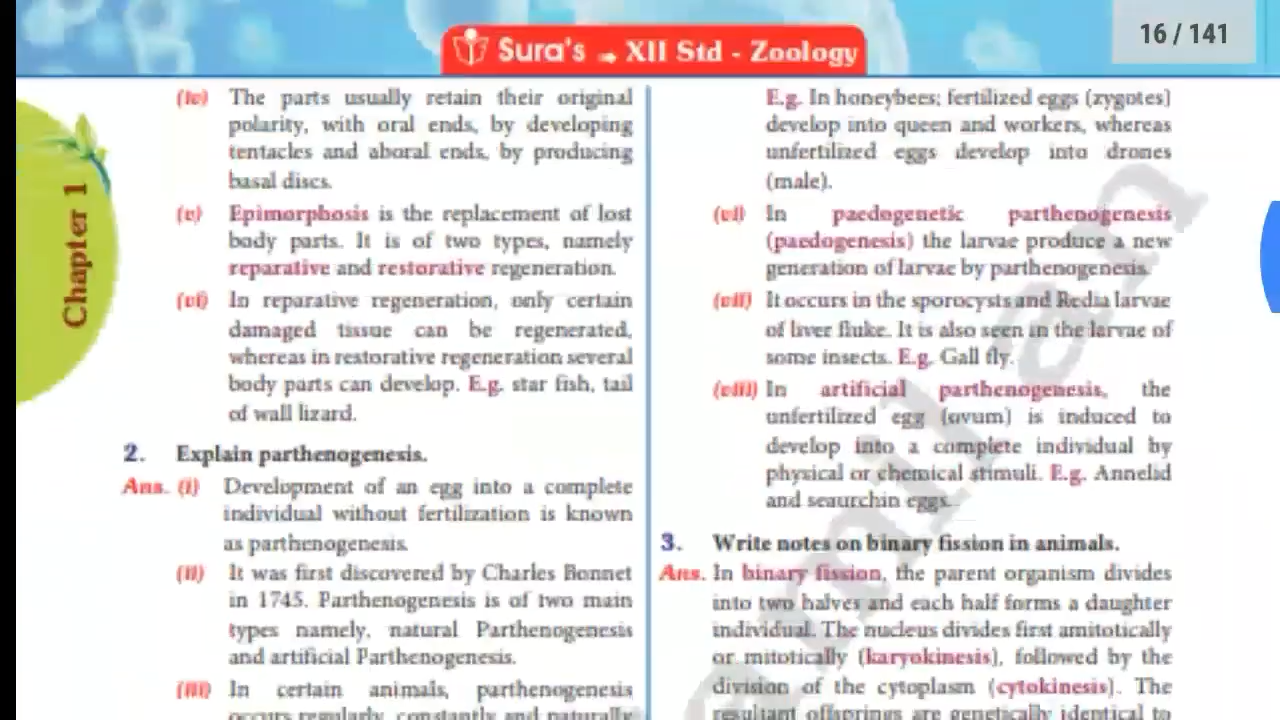 Sura's ➠ XII Std - Zoology
16 / 141
Chapter 1
(iv) The parts usually retain their original
polarity, with oral ends, by developing
tentacles and aboral ends, by producing
basal discs.
(v) Epimorphosis is the replacement of lost
body parts. It is of two types, namely
reparative and restorative regeneration.
(vi) In reparative regeneration, only certain
damaged tissue can be regenerated,
whereas in restorative regeneration several
body parts can develop. E.g. star fish, tail
of wall lizard.
2. Explain parthenogenesis.
Ans. (i) Development of an egg into a complete
individual without fertilization is known
as parthenogenesis.
(ii) It was first discovered by Charles Bonnet
in 1745. Parthenogenesis is of two main
types namely, natural Parthenogenesis
and artificial Parthenogenesis.
(iii) In certain animals, parthenogenesis
occurs regularly, constantly and naturally
E.g. In honeybees; fertilized eggs (zygotes)
develop into queen and workers, whereas
unfertilized eggs develop into drones
(male).
(vi) In paedogenetic parthenogenesis
(paedogenesis) the larvae produce a new
generation of larvae by parthenogenesis.
(vii) It occurs in the sporocysts and Redia larvae
of liver fluke. It is also seen in the larvae of
some insects. E.g. Gall fly.
(viii) In artificial parthenogenesis, the
unfertilized egg (ovum) is induced to
develop into a complete individual by
physical or chemical stimuli. E.g. Annelid
and seaurchin eggs.
3. Write notes on binary fission in animals.
Ans. In binary fission, the parent organism divides
into two halves and each half forms a daughter
individual. The nucleus divides first amitotically
or mitotically (karyokinesis), followed by the
division of the cytoplasm (cytokinesis). The
resultant offsprings are genetically identical to